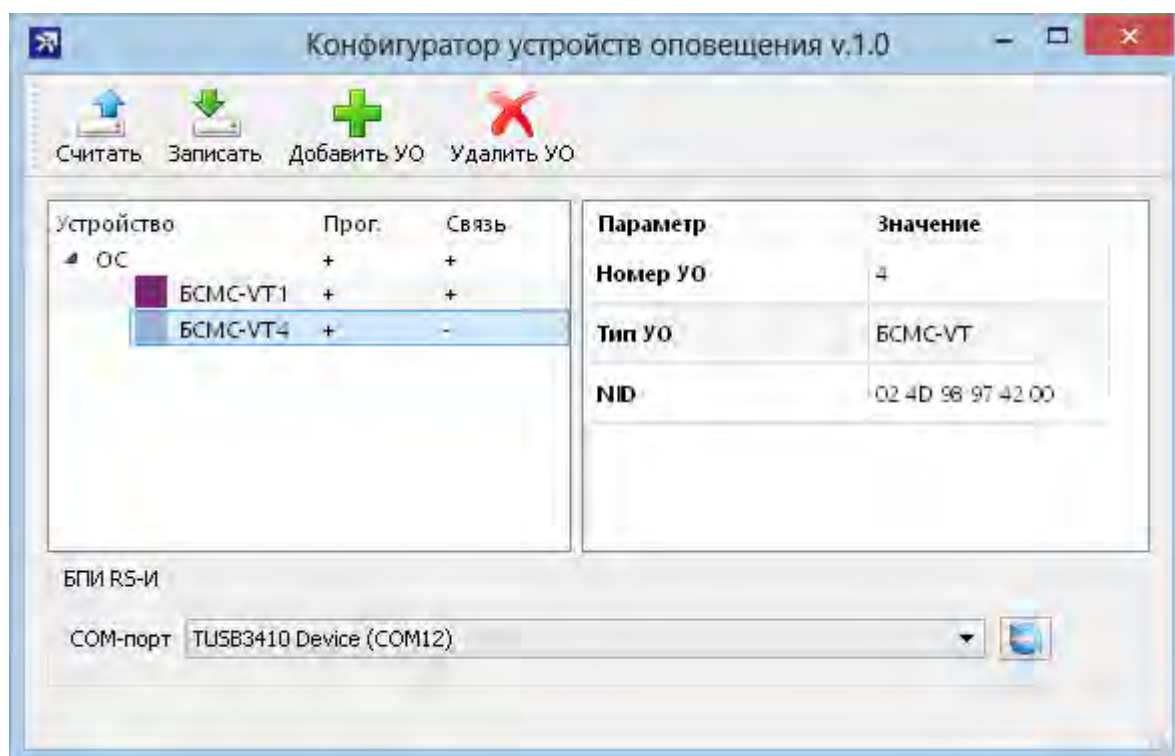 Конфигуратор устройств оповещения v.1.0
Считать Записать Добавить УО Удалить УО
Устройство Прог. Связь
ОС + +
БСМС-VT1 + +
БСМС-VT4 + -
Параметр Значение
Номер УО 4
Тип УО БСМС-VT
NID 02 4D 98 97 42 00
БПИ RS-И
COM-порт TUSB3410 Device (COM12)